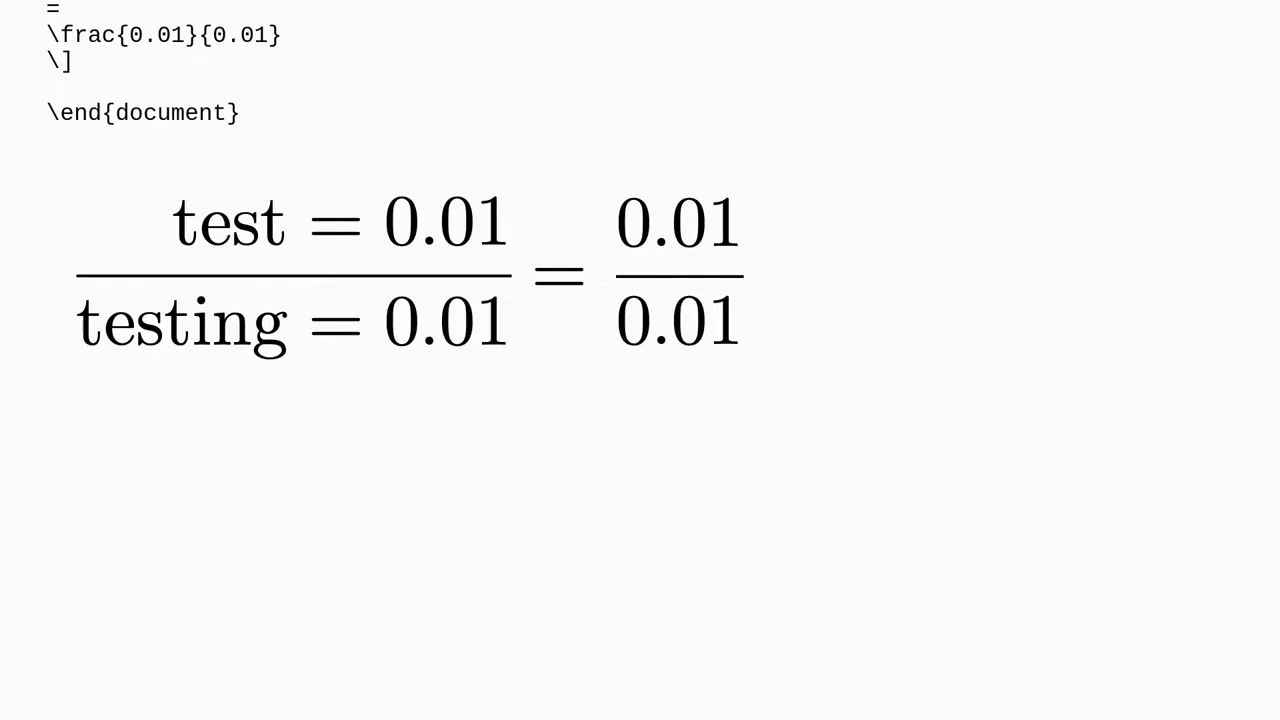 =
\frac{0.01}{0.01}
\]
\end{document}
test = 0.01
testing = 0.01
=
0.01
0.01